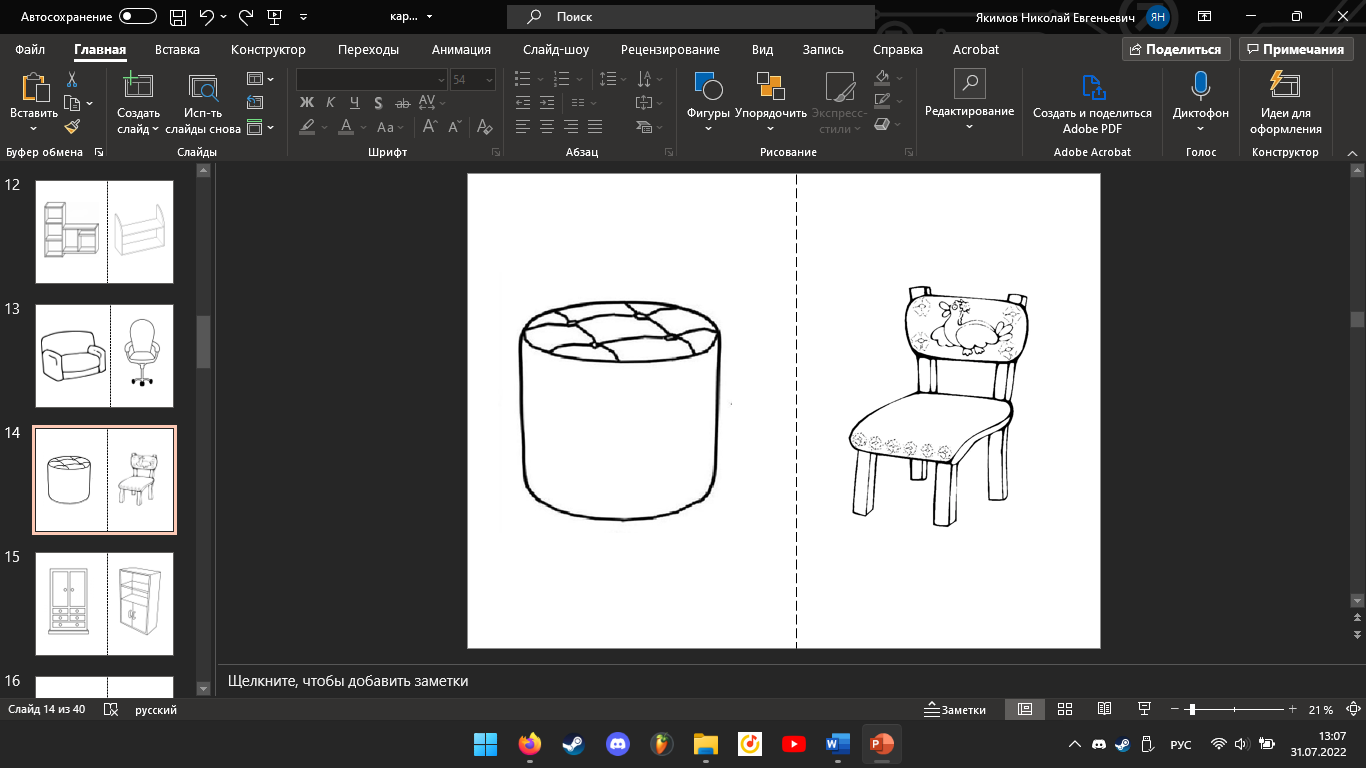 Автосохранение
кар...
Поиск
Якимов Николай Евгеньевич
ЯН
Файл
Главная
Вставка
Конструктор
Переходы
Анимация
Слайд-шоу
Рецензирование
Вид
Запись
Справка
Acrobat
Поделиться
Примечания
Вставить
Создать слайд
Исп-ть слайды снова
54
Ж К Ч S ab AV
A Aa A A A
Фигуры
Упорядочить
Экспресс-стили
Редактирование
Создать и поделиться Adobe PDF
Диктофон
Идеи для оформления
Буфер обмена
Слайды
Шрифт
Абзац
Рисование
Adobe Acrobat
Голос
Конструктор
12
13
14
15
16
Щелкните, чтобы добавить заметки
Слайд 14 из 40
русский
Заметки
21 %
РУС
13:07
31.07.2022